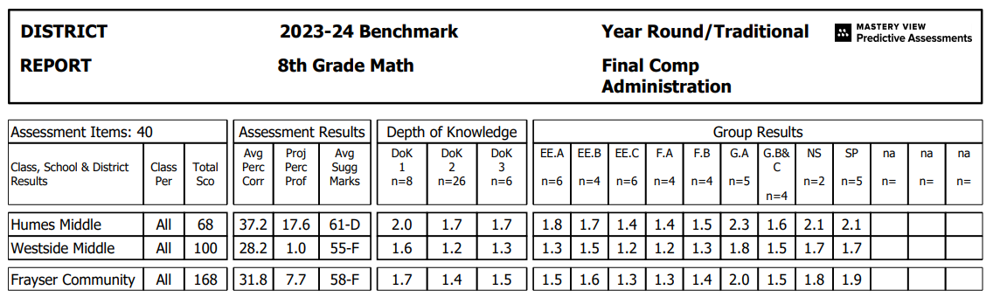 DISTRICT 2023-24 Benchmark Year Round/Traditional MASTERY VIEW
Predictive Assessments
REPORT 8th Grade Math Final Comp
Administration
Assessment Items: 40 Assessment Results Depth of Knowledge Group Results
Class, School & District Results Class Per Total Sco Avg Perc Corr Proj Perc Prof Avg Sugg Marks DoK 1 n=8 DoK 2 n=26 DoK 3 n=6 EE.A n=6 EE.B n=4 EE.C n=6 F.A n=4 F.B n=4 G.A n=5 G.B& C n=4 NS n=2 SP n=5 na n= na n= na n=
Humes Middle All 68 37.2 17.6 61-D 2.0 1.7 1.7 1.8 1.7 1.4 1.4 1.5 2.3 1.6 2.1 2.1
Westside Middle All 100 28.2 1.0 55-F 1.6 1.2 1.3 1.3 1.5 1.2 1.2 1.3 1.8 1.5 1.7 1.7
Frayser Community All 168 31.8 7.7 58-F 1.7 1.4 1.5 1.5 1.6 1.3 1.3 1.4 2.0 1.5 1.8 1.9